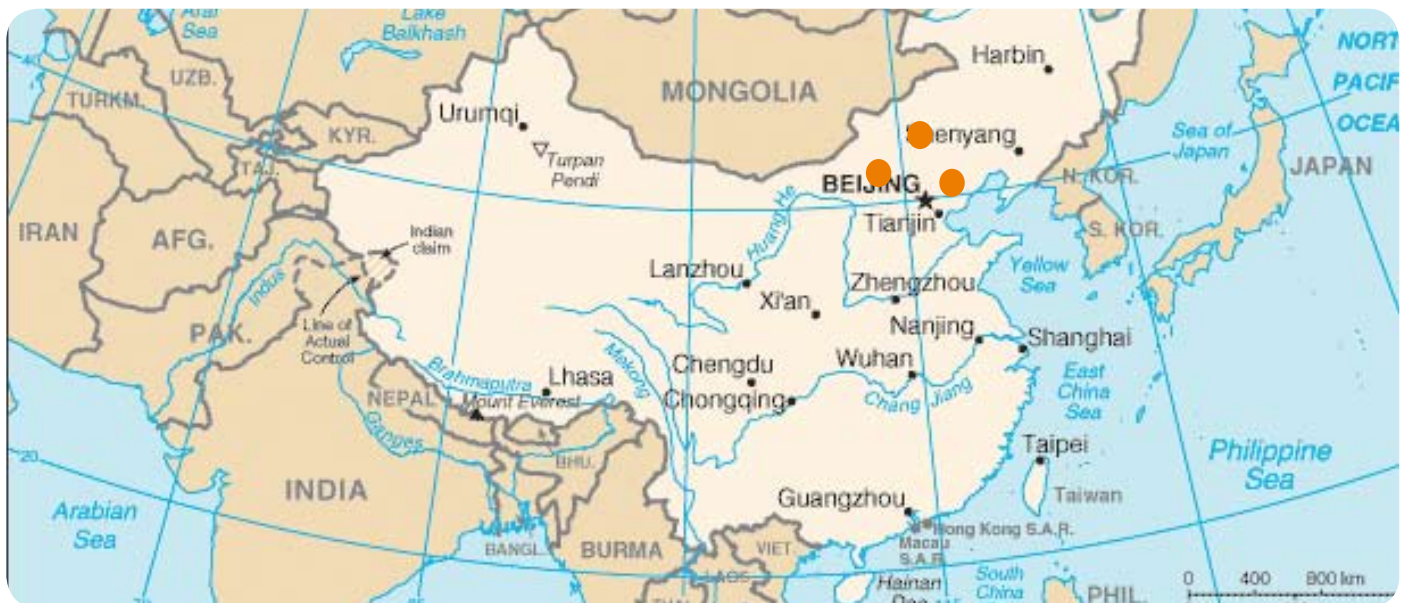 Aral
Sea
Lake
Balkhash
Harbin
NORT
PACIF
OCEA
UZB.
TURKM.
MONGOLIA
Urumqi
KYR.
Turpan
Pendi
TAJ.
Sea of
Japan
JAPAN
N. KOR.
S. KOR.
BEIJING
Tianjin
IRAN
AFG.
Indian
claim
Huang He
Indus
Lanzhou
Zhengzhou
Yellow
Sea
Xi'an
PAK.
Line of
Actual
Control
Nanjing
Shanghai
Chengdu
Wuhan
Mekong
East
China
Sea
Brahmaputra
Lhasa
NEPAL
Mount Everest
Chongqing
Chang Jiang
Ganges
Taipei
Philippine
Sea
BHU.
INDIA
20
Taiwan
Guangzhou
Arabian
Sea
Hong Kong S.A.R.
Macau
S.A.R.
BANGL.
BURMA
VIET.
LAOS
Hainan
South
China
PHIL.
0 400 800 km